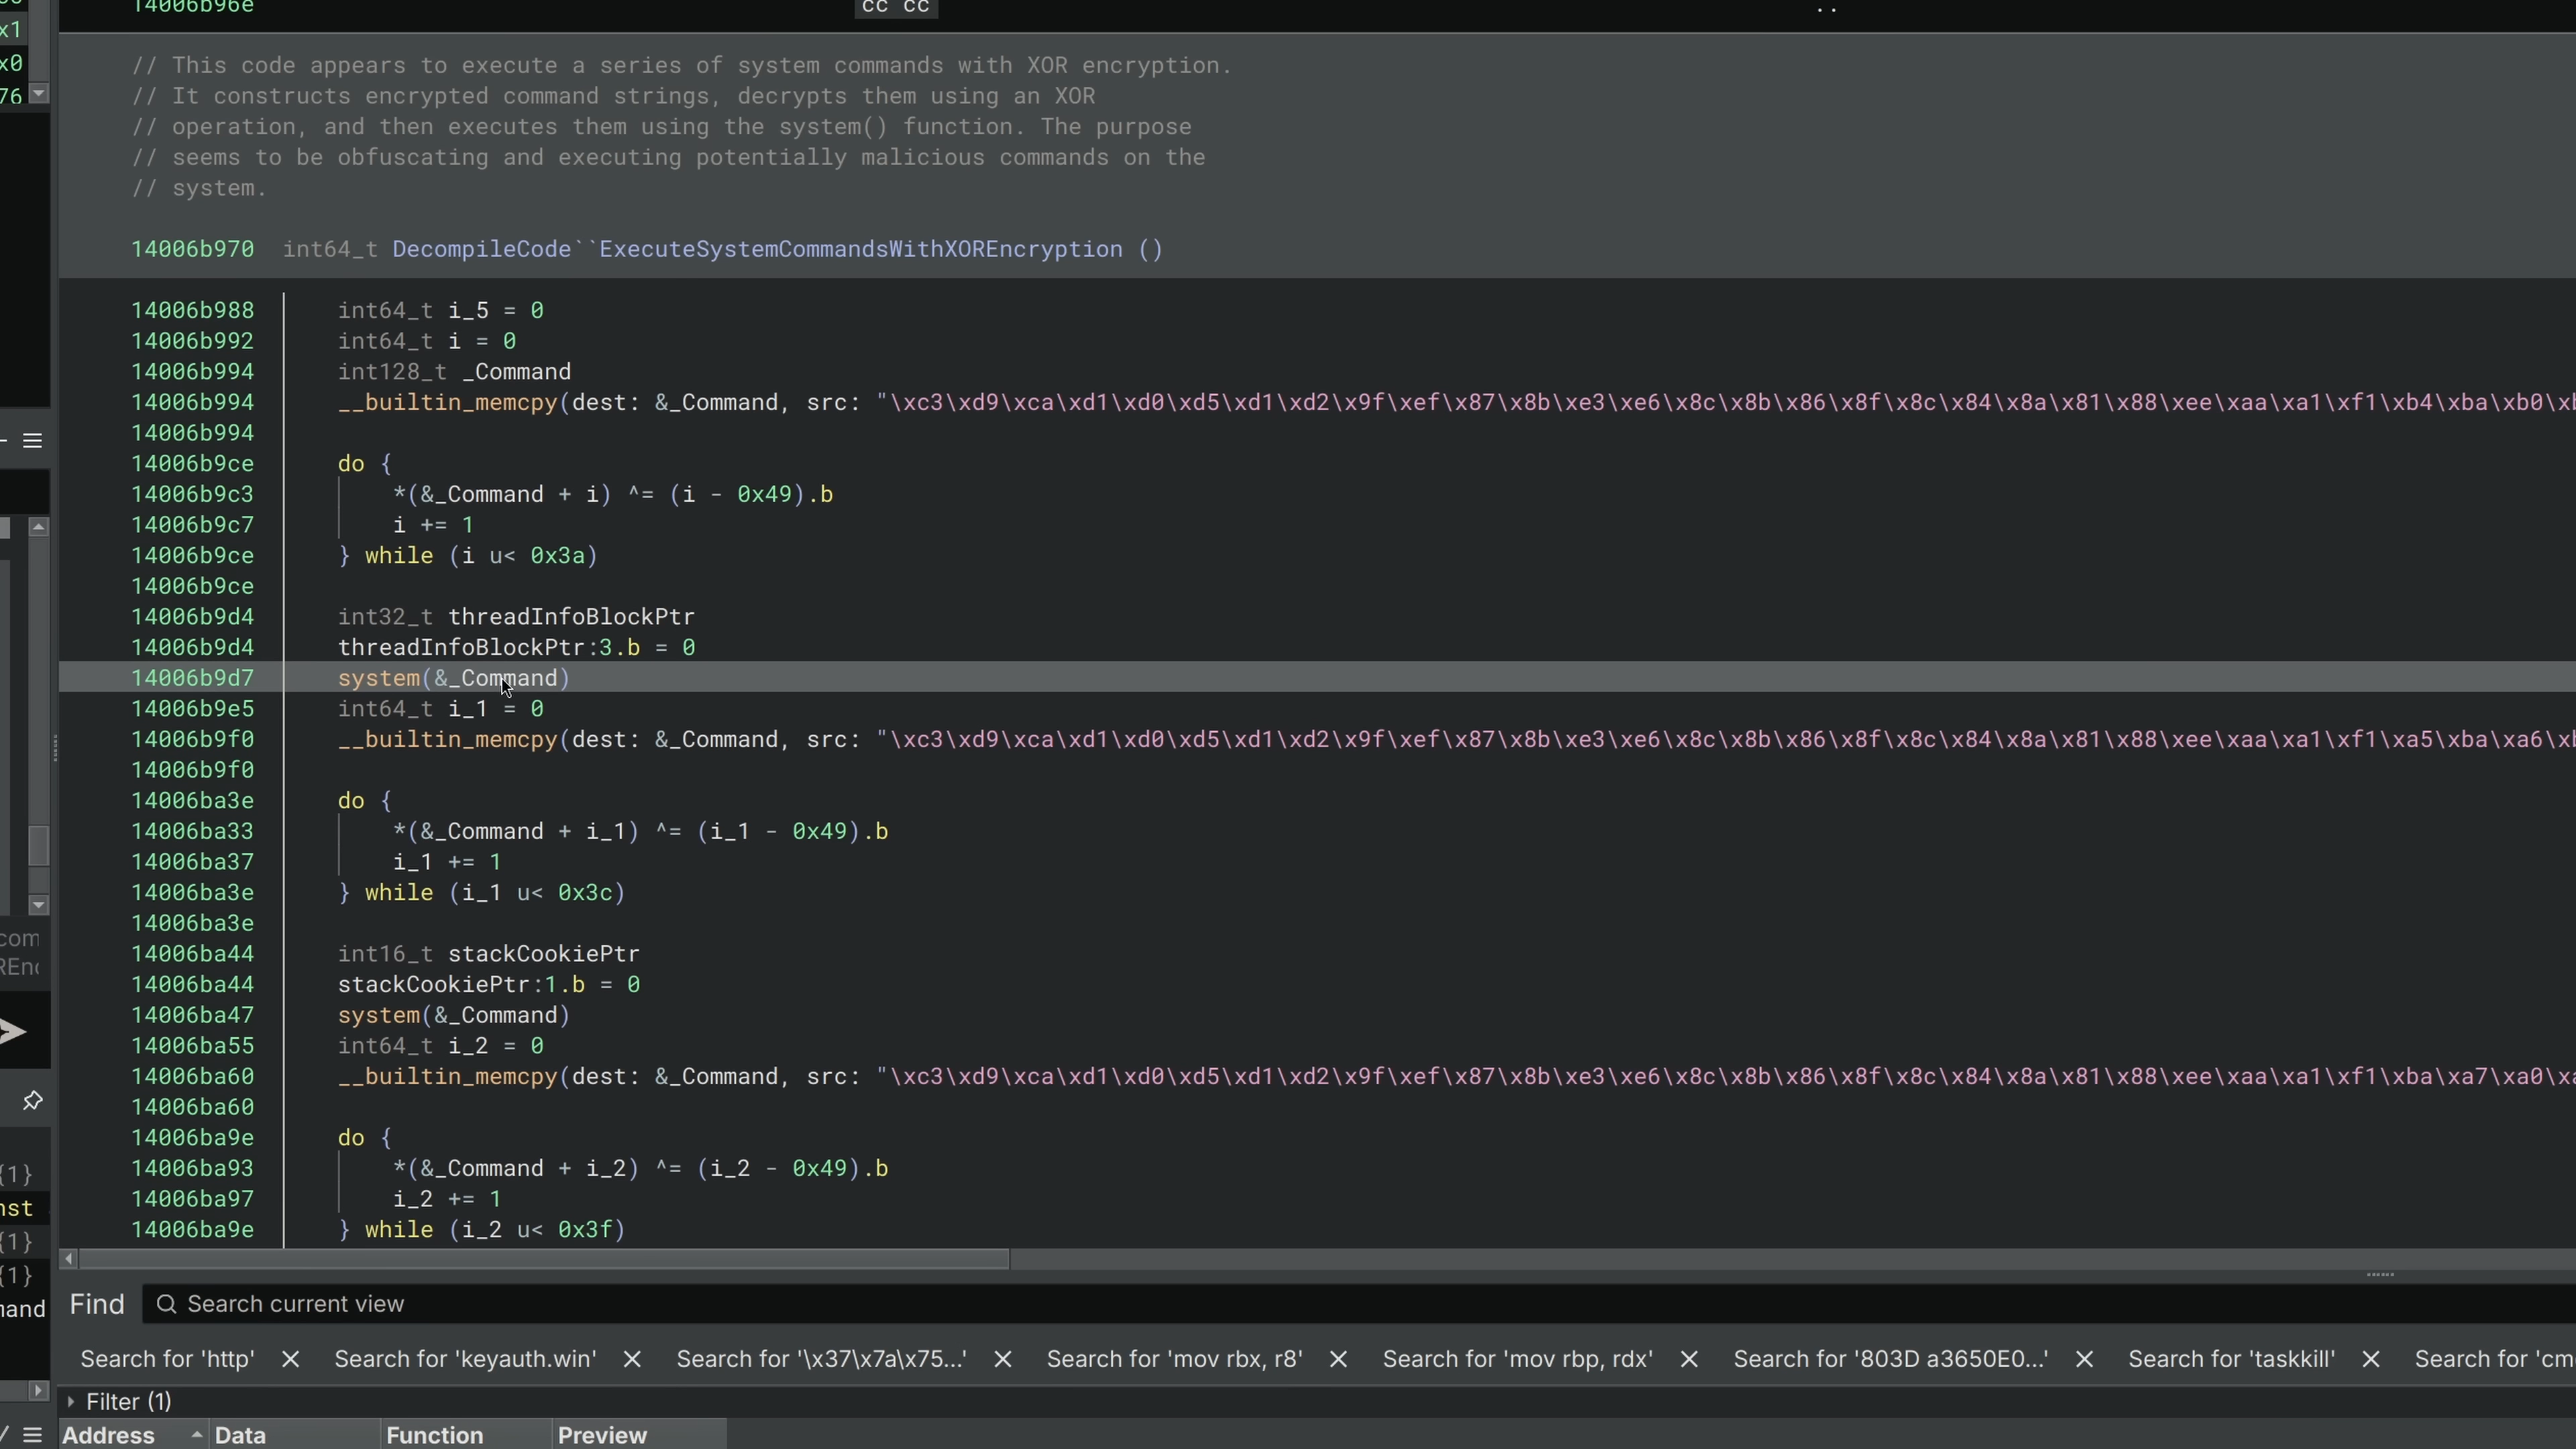 14006b96e cc cc ..
x1
x0
76
// This code appears to execute a series of system commands with XOR encryption.
// It constructs encrypted command strings, decrypts them using an XOR
// operation, and then executes them using the system() function. The purpose
// seems to be obfuscating and executing potentially malicious commands on the
// system.
14006b970 int64_t DecompileCode``ExecuteSystemCommandsWithXOREncryption ()
14006b988 int64_t i_5 = 0
14006b992 int64_t i = 0
14006b994 int128_t _Command
14006b994 __builtin_memcpy(dest: &_Command, src: "\xc3\xd9\xca\xd1\xd0\xd5\xd1\xd2\x9f\xef\x87\x8b\xe3\xe6\x8c\x8b\x86\x8f\x8c\x84\x8a\x81\x88\xee\xaa\xa1\xf1\xb4\xba\xb0\x
14006b994
14006b9ce do {
14006b9c3 *(&_Command + i) ^= (i - 0x49).b
14006b9c7 i += 1
14006b9ce } while (i u< 0x3a)
14006b9ce
14006b9d4 int32_t threadInfoBlockPtr
14006b9d4 threadInfoBlockPtr:3.b = 0
14006b9d7 system(&_Command)
14006b9e5 int64_t i_1 = 0
14006b9f0 __builtin_memcpy(dest: &_Command, src: "\xc3\xd9\xca\xd1\xd0\xd5\xd1\xd2\x9f\xef\x87\x8b\xe3\xe6\x8c\x8b\x86\x8f\x8c\x84\x8a\x81\x88\xee\xaa\xa1\xf1\xa5\xba\xa6\x
14006b9f0
14006ba3e do {
14006ba33 *(&_Command + i_1) ^= (i_1 - 0x49).b
14006ba37 i_1 += 1
14006ba3e } while (i_1 u< 0x3c)
14006ba3e
14006ba44 int16_t stackCookiePtr
14006ba44 stackCookiePtr:1.b = 0
14006ba47 system(&_Command)
14006ba55 int64_t i_2 = 0
14006ba60 __builtin_memcpy(dest: &_Command, src: "\xc3\xd9\xca\xd1\xd0\xd5\xd1\xd2\x9f\xef\x87\x8b\xe3\xe6\x8c\x8b\x86\x8f\x8c\x84\x8a\x81\x88\xee\xaa\xa1\xf1\xba\xa7\xa0\x
14006ba60
14006ba9e do {
14006ba93 *(&_Command + i_2) ^= (i_2 - 0x49).b
14006ba97 i_2 += 1
14006ba9e } while (i_2 u< 0x3f)
com
REnc
{1}
nst
{1}
{1}
mand
Find Search current view
Search for 'http' Search for 'keyauth.win' Search for '\x37\x7a\x75...' Search for 'mov rbx, r8' Search for 'mov rbp, rdx' Search for '803D a3650E0...' Search for 'taskkill' Search for 'cm
Filter (1)
Address Data Function Preview